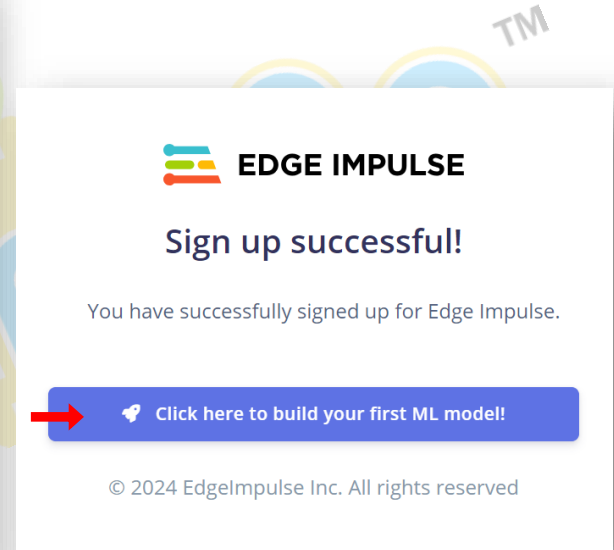 TM
EDGE IMPULSE
Sign up successful!
You have successfully signed up for Edge Impulse.
Click here to build your first ML model!
© 2024 EdgeImpulse Inc. All rights reserved